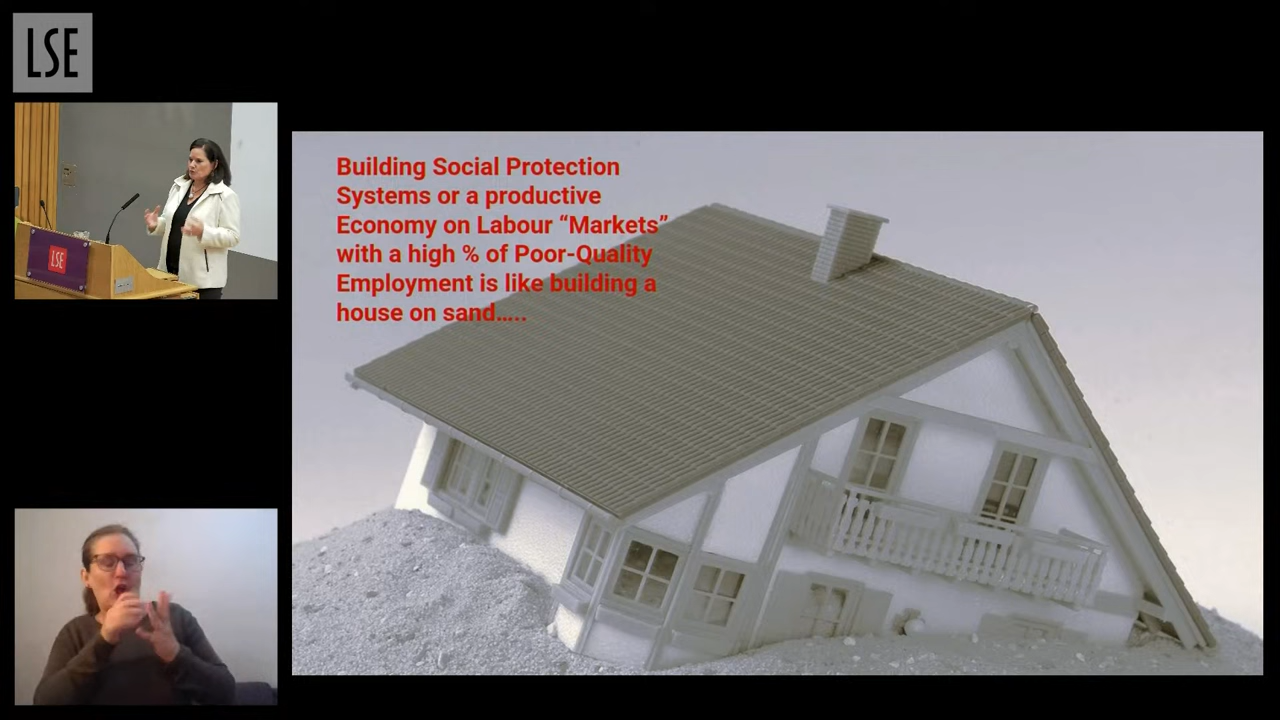 LSE
LSE
Building Social Protection
Systems or a productive
Economy on Labour “Markets”
with a high % of Poor-Quality
Employment is like building a
house on sand…..